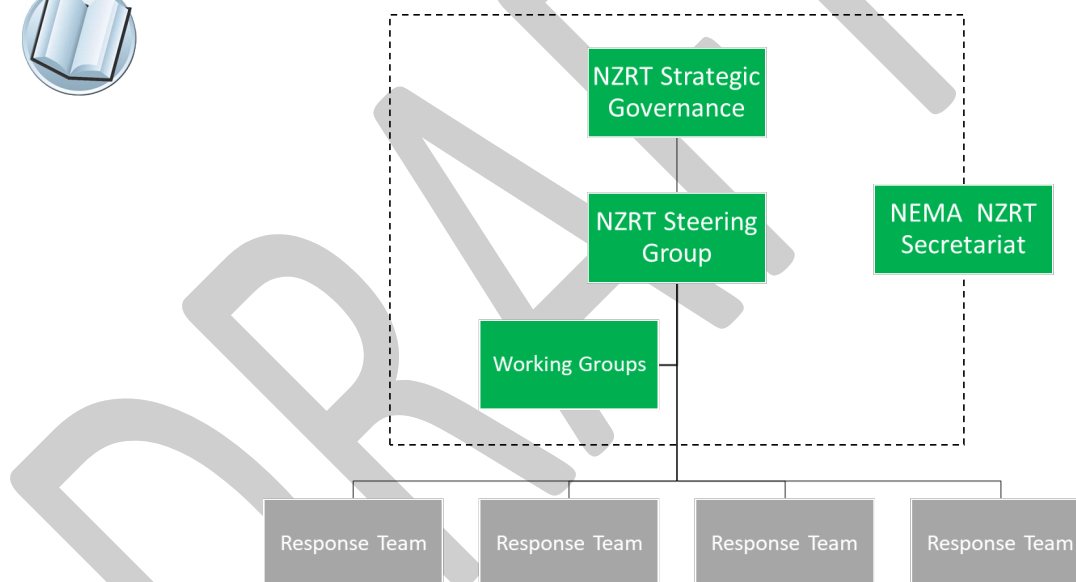 DRAFT
NZRT Strategic
Governance
NZRT Steering
Group
NEMA NZRT
Secretariat
Working Groups
Response Team
Response Team
Response Team
Response Team